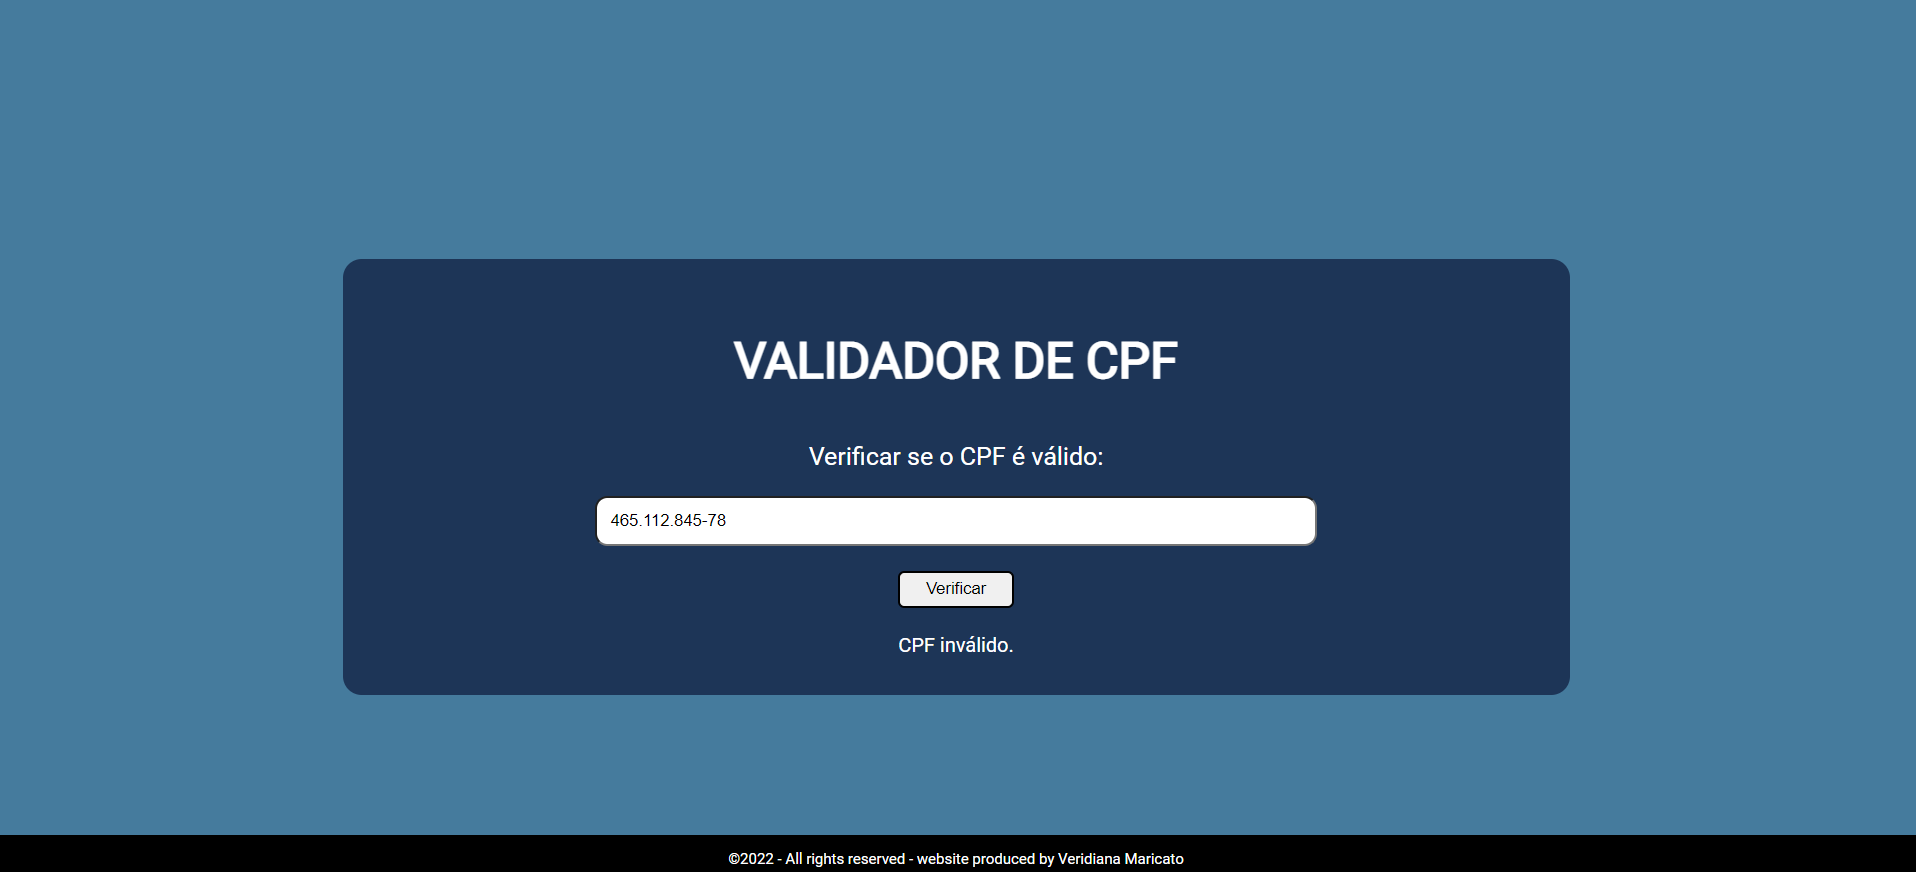 VALIDADOR DE CPF
Verificar se o CPF é válido:
465.112.845-78
Verificar
CPF inválido.
©2022 - All rights reserved - website produced by Veridiana Maricato